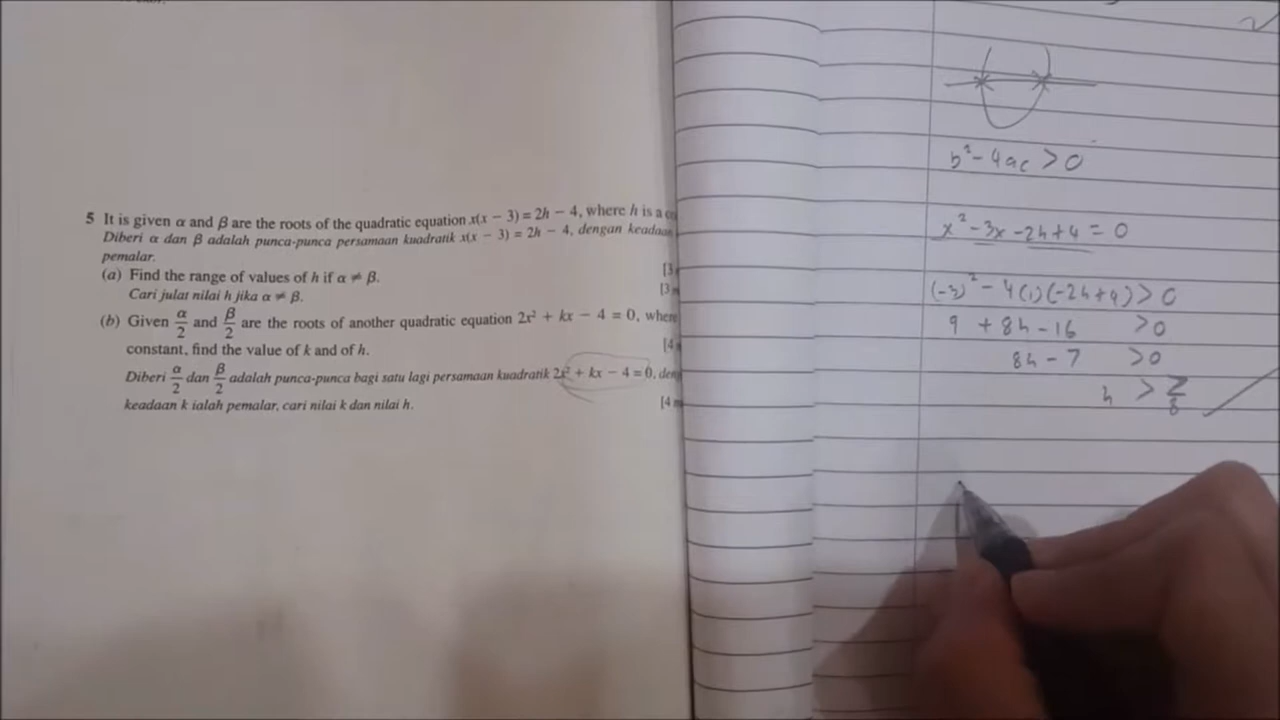 5 It is given α and β are the roots of the quadratic equation x(x − 3) = 2h − 4, where h is a
Diberi α dan β adalah punca-punca persamaan kuadratik x(x − 3) = 2h − 4, dengan keadaan
pemalar.
(a) Find the range of values of h if α ≠ β. [3
Cari julat nilai h jika α ≠ β. [3
(b) Given α/2 and β/2 are the roots of another quadratic equation 2x² + kx − 4 = 0, where
constant, find the value of k and of h. [4
Diberi α/2 dan β/2 adalah punca-punca bagi satu lagi persamaan kuadratik 2x² + kx − 4 = 0,
keadaan k ialah pemalar, cari nilai k dan nilai h. [4
b² − 4ac > 0
x² − 3x − 2h + 4 = 0
(−3)² − 4(1)(−2h + 4) > 0
9 + 8h − 16 > 0
8h − 7 > 0
h > 7/8